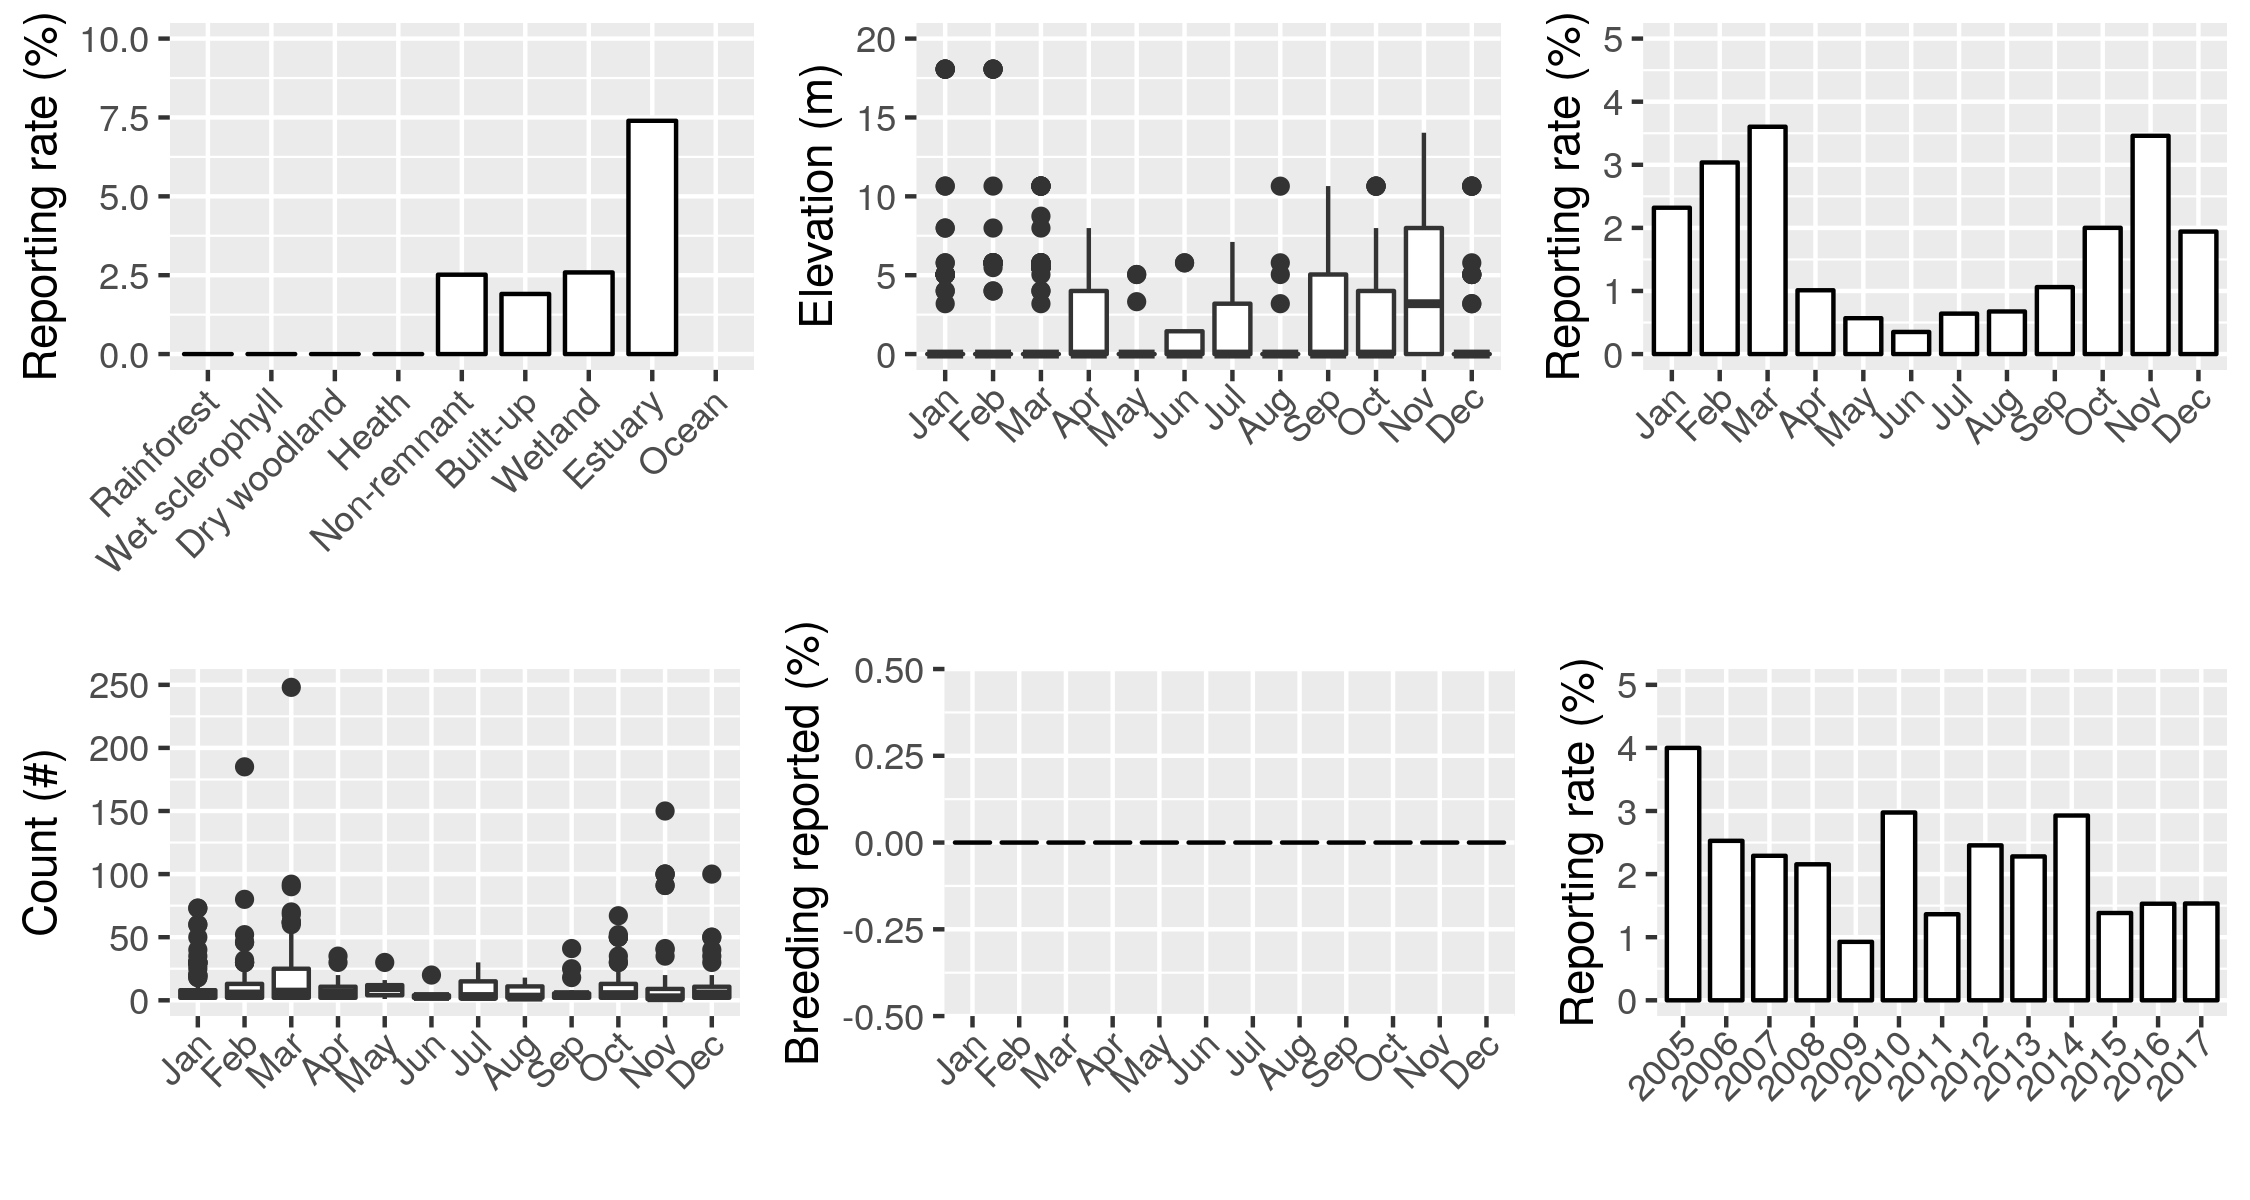 Reporting rate (%)
10.0
7.5
5.0
2.5
0.0
Rainforest
Wet sclerophyll
Dry woodland
Heath
Non-remnant
Built-up
Wetland
Estuary
Ocean
Elevation (m)
20
15
10
5
0
Jan
Feb
Mar
Apr
May
Jun
Jul
Aug
Sep
Oct
Nov
Dec
Reporting rate (%)
5
4
3
2
1
0
Jan
Feb
Mar
Apr
May
Jun
Jul
Aug
Sep
Oct
Nov
Dec
Count (#)
250
200
150
100
50
0
Jan
Feb
Mar
Apr
May
Jun
Jul
Aug
Sep
Oct
Nov
Dec
Breeding reported (%)
0.50
0.25
0.00
-0.25
-0.50
Jan
Feb
Mar
Apr
May
Jun
Jul
Aug
Sep
Oct
Nov
Dec
Reporting rate (%)
5
4
3
2
1
0
2005
2006
2007
2008
2009
2010
2011
2012
2013
2014
2015
2016
2017